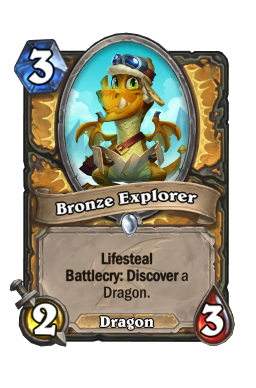 3
Bronze Explorer
Lifesteal
Battlecry: Discover a
Dragon.
2
Dragon
3